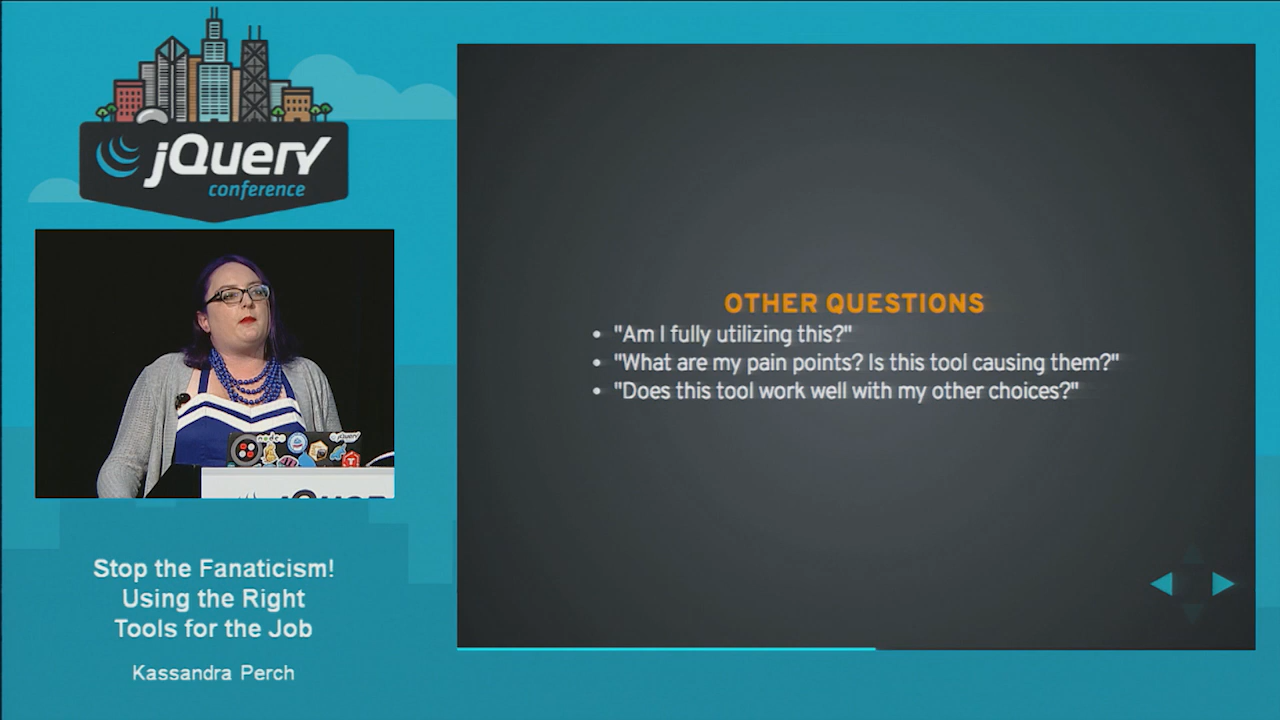 jQuery
conference
node
jQuery
Stop the Fanaticism!
Using the Right
Tools for the Job
Kassandra Perch
OTHER QUESTIONS
• "Am I fully utilizing this?"
• "What are my pain points? Is this tool causing them?"
• "Does this tool work well with my other choices?"